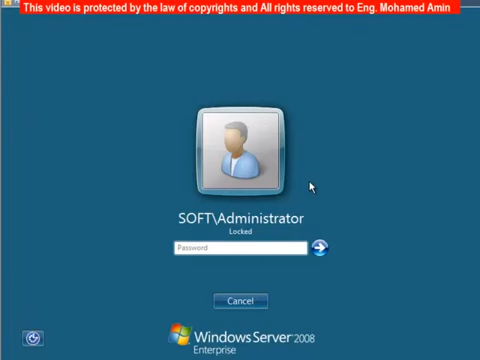 This video is protected by the law of copyrights and All rights reserved to Eng. Mohamed Amin
SOFT\Administrator
Locked
Password
Cancel
Windows Server 2008
Enterprise